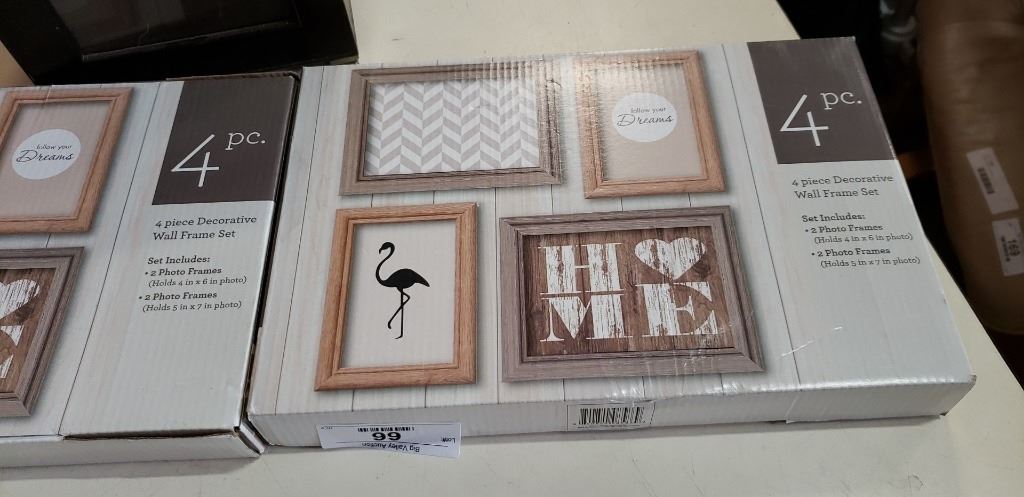 follow your
Dreams
4 pc.
4 piece Decorative
Wall Frame Set
Set Includes:
• 2 Photo Frames
(Holds 4 in x 6 in photo)
• 2 Photo Frames
(Holds 5 in x 7 in photo)
follow your
Dreams
H
ME
4 pc.
4 piece Decorative
Wall Frame Set
Set Includes:
• 2 Photo Frames
(Holds 4 in x 6 in photo)
• 2 Photo Frames
(Holds 5 in x 7 in photo)
Big Valley Auction
Lot#:
66
169